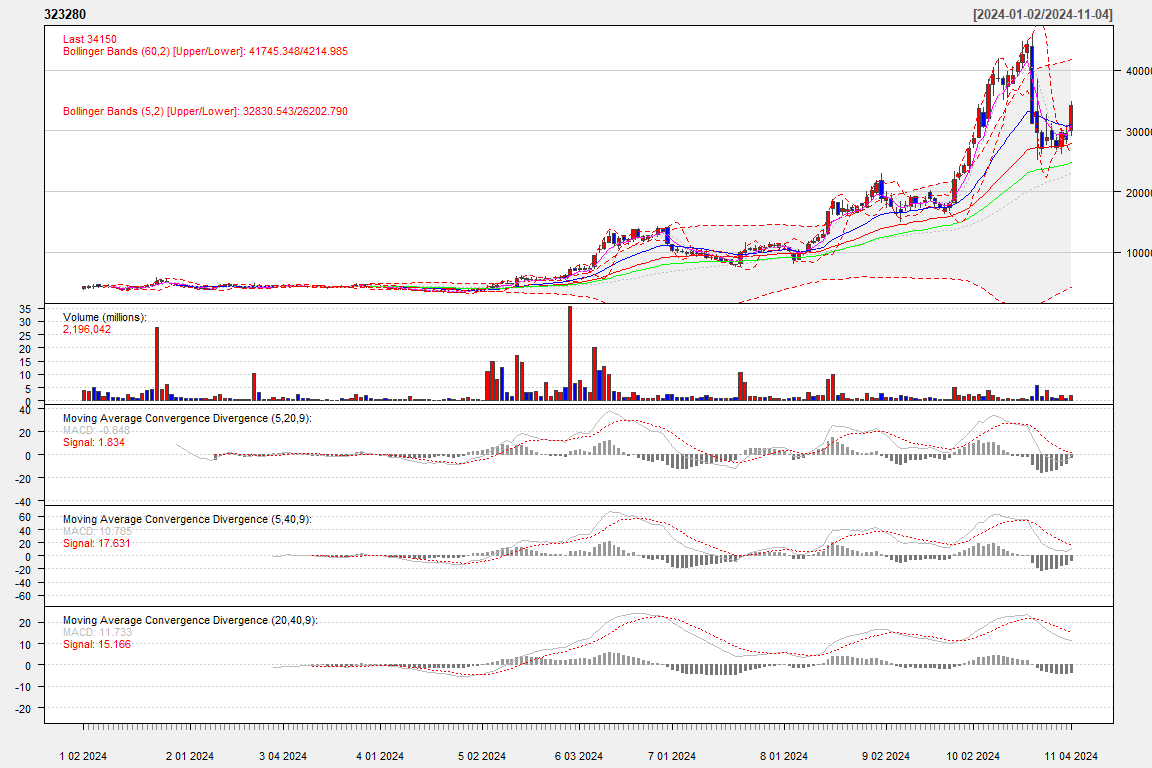 323280 [2024-01-02/2024-11-04]
Last 34150
Bollinger Bands (60,2) [Upper/Lower]: 41745.348/4214.985
Bollinger Bands (5,2) [Upper/Lower]: 32830.543/26202.790
40000
30000
20000
10000
Volume (millions):
2,196,042
35
30
25
20
15
10
5
0
Moving Average Convergence Divergence (5,20,9):
MACD: -0.848
Signal: 1.834
40
20
0
-20
-40
Moving Average Convergence Divergence (5,40,9):
MACD: 10.785
Signal: 17.631
60
40
20
0
-20
-40
-60
Moving Average Convergence Divergence (20,40,9):
MACD: 11.733
Signal: 15.166
20
10
0
-10
-20
1 02 2024 2 01 2024 3 04 2024 4 01 2024 5 02 2024 6 03 2024 7 01 2024 8 01 2024 9 02 2024 10 02 2024 11 04 2024